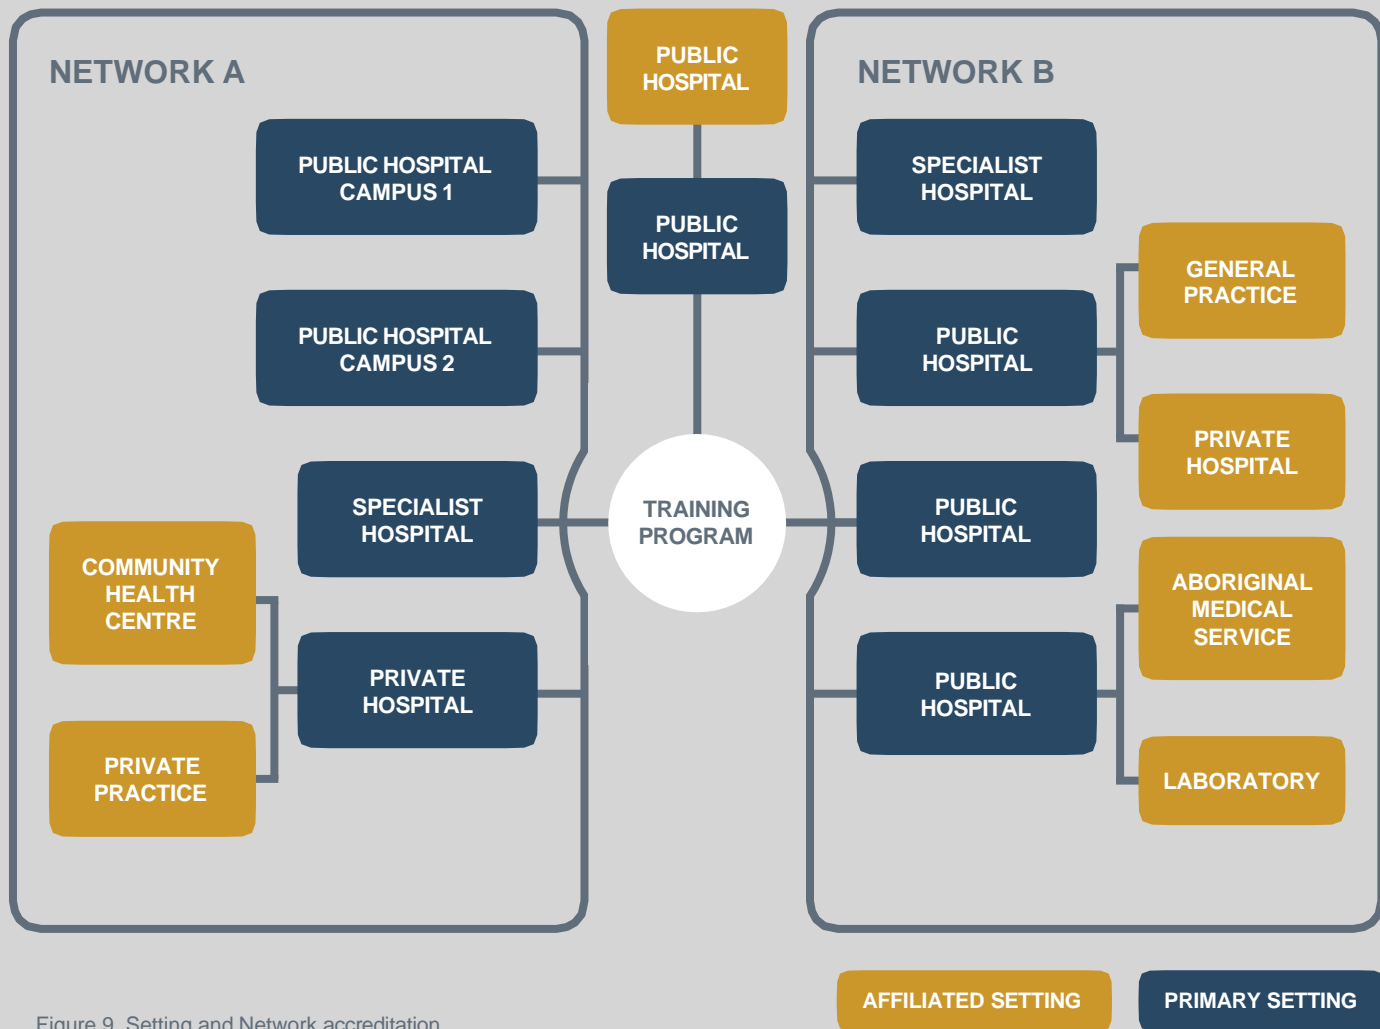 NETWORK A
PUBLIC HOSPITAL
CAMPUS 1
PUBLIC HOSPITAL
CAMPUS 2
SPECIALIST
HOSPITAL
COMMUNITY
HEALTH
CENTRE
PRIVATE
HOSPITAL
PRIVATE
PRACTICE
PUBLIC
HOSPITAL
PUBLIC
HOSPITAL
TRAINING
PROGRAM
NETWORK B
SPECIALIST
HOSPITAL
GENERAL
PRACTICE
PUBLIC
HOSPITAL
PRIVATE
HOSPITAL
PUBLIC
HOSPITAL
ABORIGINAL
MEDICAL
SERVICE
PUBLIC
HOSPITAL
LABORATORY
AFFILIATED SETTING
PRIMARY SETTING
Figure 9. Setting and Network accreditation